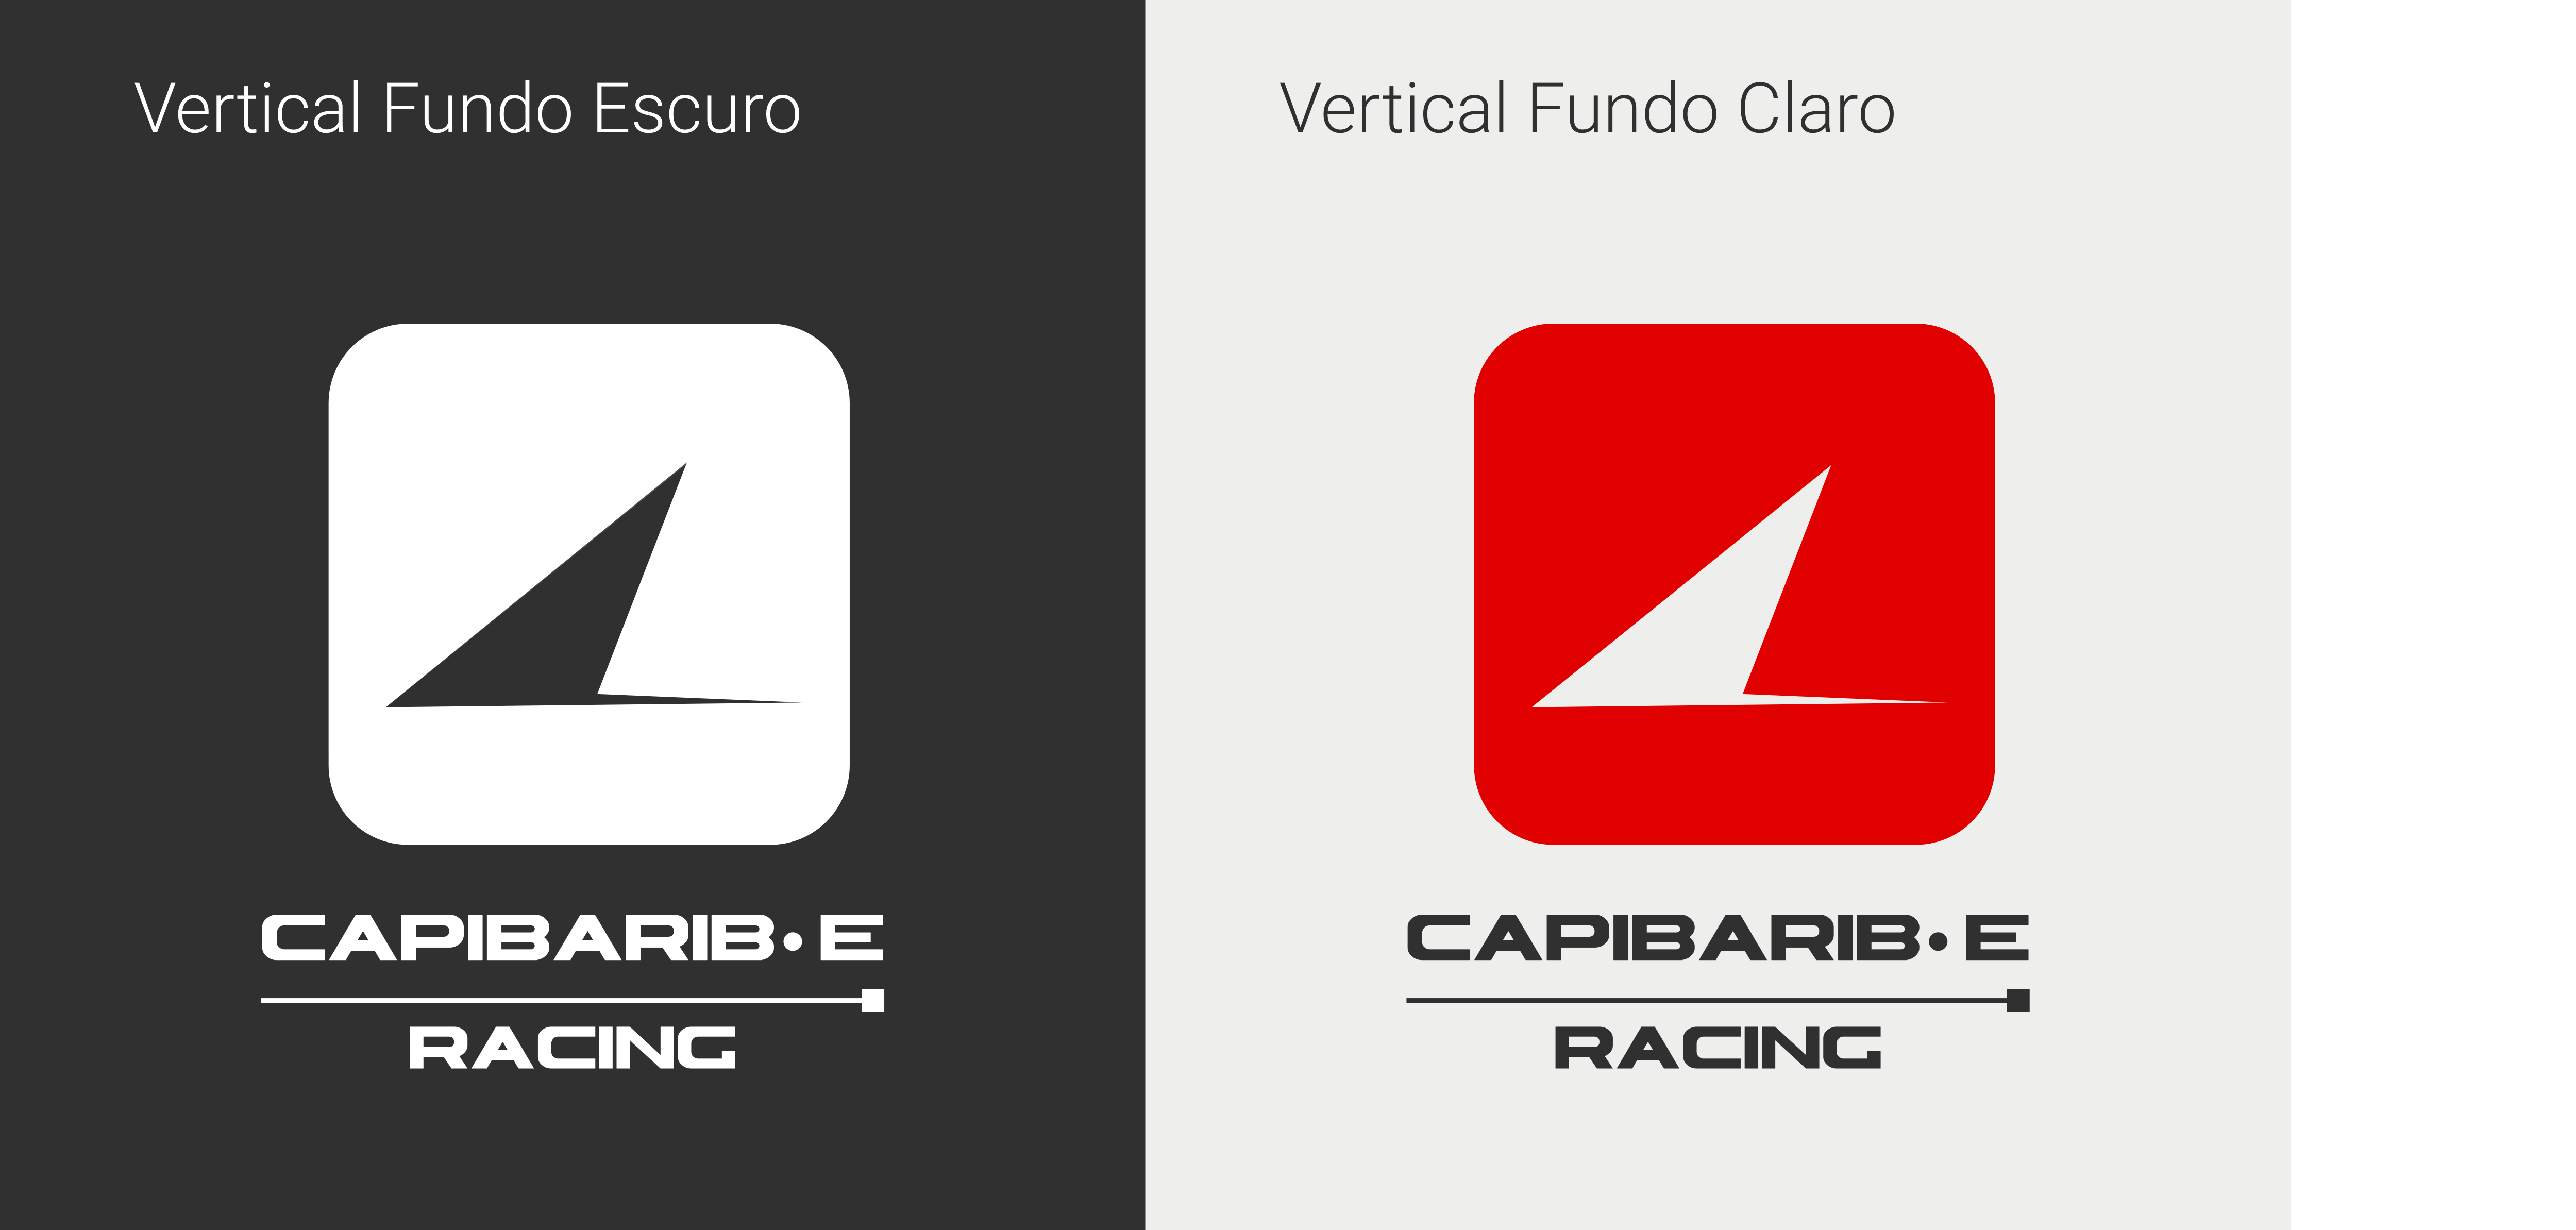 Vertical Fundo Escuro
CAPIBARIB•E
RACING
Vertical Fundo Claro
CAPIBARIB•E
RACING